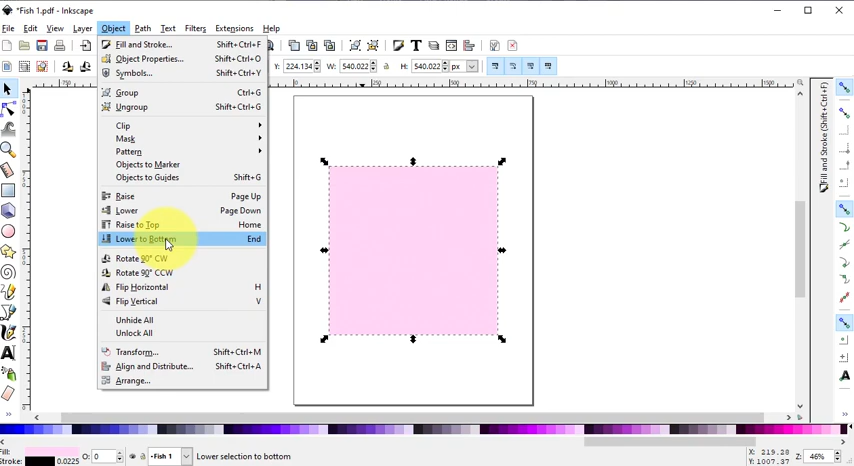 *Fish 1.pdf - Inkscape
File Edit View Layer Object Path Text Filters Extensions Help
Y: 224.134 W: 540.022 H: 540.022 px
Fill and Stroke... Shift+Ctrl+F
Object Properties... Shift+Ctrl+O
Symbols... Shift+Ctrl+Y
Group Ctrl+G
Ungroup Shift+Ctrl+G
Clip
Mask
Pattern
Objects to Marker
Objects to Guides Shift+G
Raise Page Up
Lower Page Down
Raise to Top Home
Lower to Bottom End
Rotate 90° CW
Rotate 90° CCW
Flip Horizontal H
Flip Vertical V
Unhide All
Unlock All
Transform... Shift+Ctrl+M
Align and Distribute... Shift+Ctrl+A
Arrange...
Fill and Stroke (Shift+Ctrl+F)
Fill:
Stroke: 0.0225 O: 0 -Fish 1 Lower selection to bottom
X: 219.28
Y: 1007.37 Z: 46%